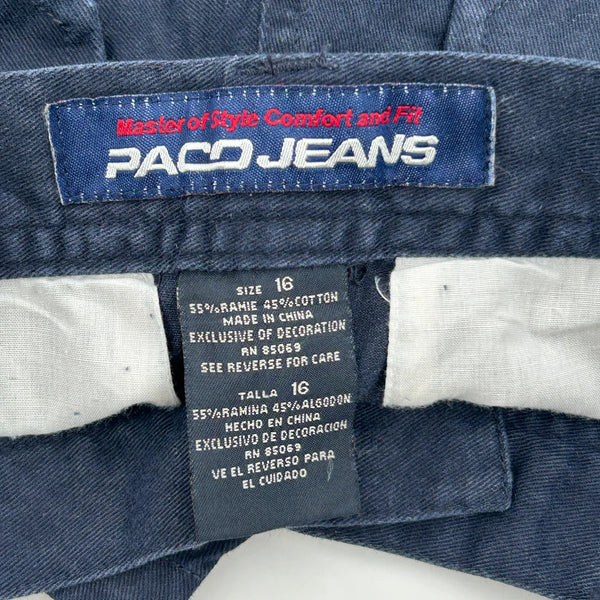 Master of Style Comfort and Fit
PACO JEANS
SIZE 16
55%RAMIE 45%COTTON
MADE IN CHINA
EXCLUSIVE OF DECORATION
RN 85069
SEE REVERSE FOR CARE
TALLA 16
55%RAMINA 45%ALGODON
HECHO EN CHINA
EXCLUSIVO DE DECORACION
RN 85069
VE EL REVERSO PARA
EL CUIDADO